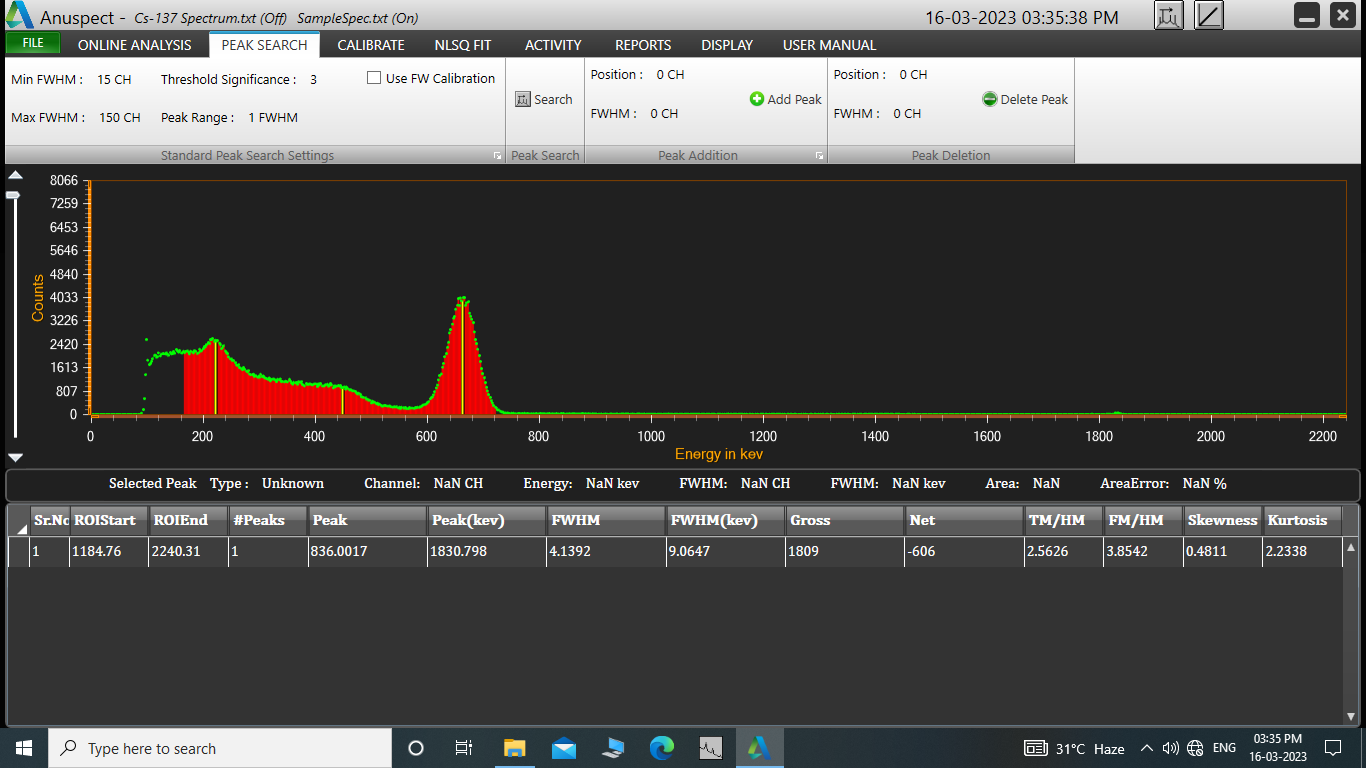 Anuspect - Cs-137 Spectrum.txt (Off) SampleSpec.txt (On) 16-03-2023 03:35:38 PM
FILE ONLINE ANALYSIS PEAK SEARCH CALIBRATE NLSQ FIT ACTIVITY REPORTS DISPLAY USER MANUAL
Min FWHM : 15 CH Threshold Significance : 3 Use FW Calibration
Max FWHM : 150 CH Peak Range : 1 FWHM
Search
Position : 0 CH
FWHM : 0 CH
Add Peak
Position : 0 CH
FWHM : 0 CH
Delete Peak
Standard Peak Search Settings Peak Search Peak Addition Peak Deletion
8066
7259
6453
5646
4840
4033
3226
2420
1613
807
0
Counts
0 200 400 600 800 1000 1200 1400 1600 1800 2000 2200
Energy in kev
Selected Peak Type : Unknown Channel: NaN CH Energy: NaN kev FWHM: NaN CH FWHM: NaN kev Area: NaN AreaError: NaN %
Sr.No ROIStart ROIEnd #Peaks Peak Peak(kev) FWHM FWHM(kev) Gross Net TM/HM FM/HM Skewness Kurtosis
1 1184.76 2240.31 1 836.0017 1830.798 4.1392 9.0647 1809 -606 2.5626 3.8542 0.4811 2.2338
Type here to search
31°C Haze ENG
03:35 PM
16-03-2023